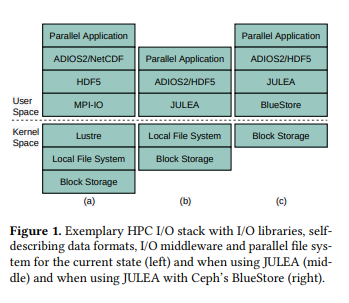 Parallel Application
ADIOS2/NetCDF
HDF5
MPI-IO
Lustre
Local File System
Block Storage
(a)
Parallel Application
ADIOS2/HDF5
JULEA
Local File System
Block Storage
(b)
Parallel Application
ADIOS2/HDF5
JULEA
BlueStore
Block Storage
(c)
User
Space
Kernel
Space
Figure 1. Exemplary HPC I/O stack with I/O libraries, self-
describing data formats, I/O middleware and parallel file sys-
tem for the current state (left) and when using JULEA (mid-
dle) and when using JULEA with Ceph's BlueStore (right).